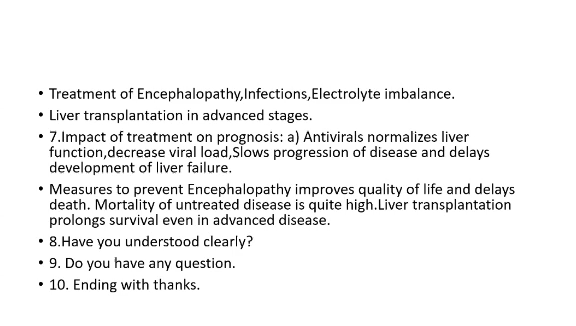 • Treatment of Encephalopathy,Infections,Electrolyte imbalance.
• Liver transplantation in advanced stages.
• 7.Impact of treatment on prognosis: a) Antivirals normalizes liver
function,decrease viral load,Slows progression of disease and delays
development of liver failure.
• Measures to prevent Encephalopathy improves quality of life and delays
death. Mortality of untreated disease is quite high.Liver transplantation
prolongs survival even in advanced disease.
• 8.Have you understood clearly?
• 9. Do you have any question.
• 10. Ending with thanks.